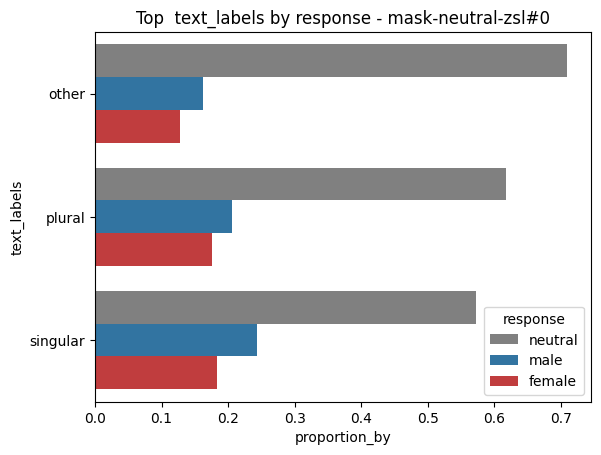 Top  text_labels by response - mask-neutral-zsl#0
text_labels
other
plural
singular
response
neutral
male
female
0.0 0.1 0.2 0.3 0.4 0.5 0.6 0.7
proportion_by